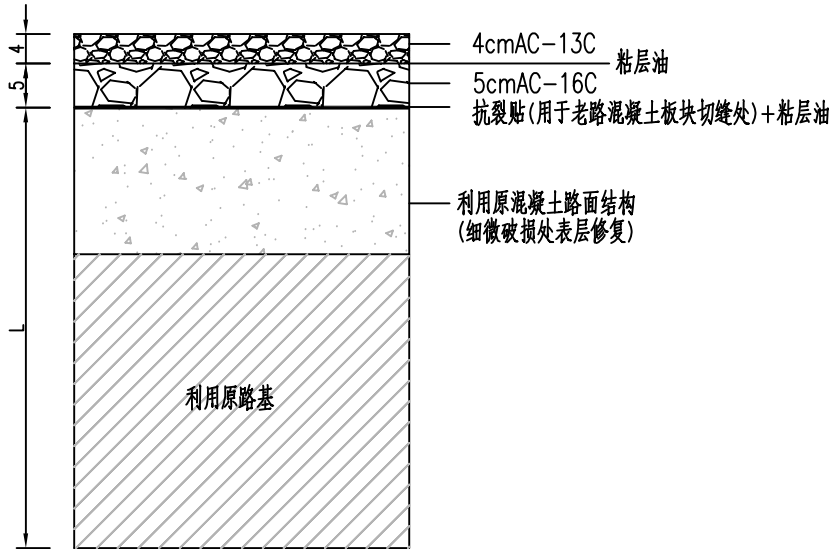 4
4cmAC-13C
粘层油
5
5cmAC-16C
抗裂贴(用于老路混凝土板块切缝处)+粘层油
利用原混凝土路面结构
(细微破损处表层修复)
L
利用原路基